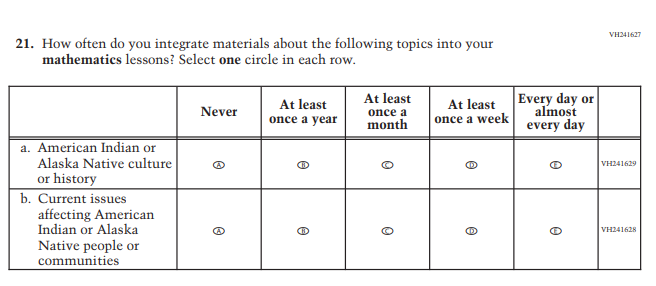 VH241627
21. How often do you integrate materials about the following topics into your
mathematics lessons? Select one circle in each row.
Never
At least
once a year
At least
once a
month
At least
once a week
Every day or
almost
every day
a. American Indian or
Alaska Native culture
or history
A B C D E VH241629
b. Current issues
affecting American
Indian or Alaska
Native people or
communities
A B C D E VH241628